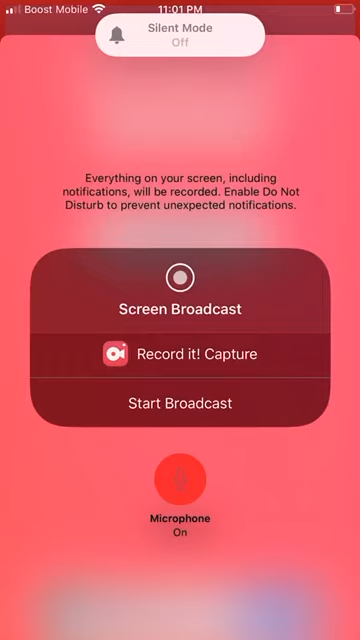 Boost Mobile
11:01 PM
Silent Mode
Off
Everything on your screen, including
notifications, will be recorded. Enable Do Not
Disturb to prevent unexpected notifications.
Screen Broadcast
Record it! Capture
Start Broadcast
Microphone
On